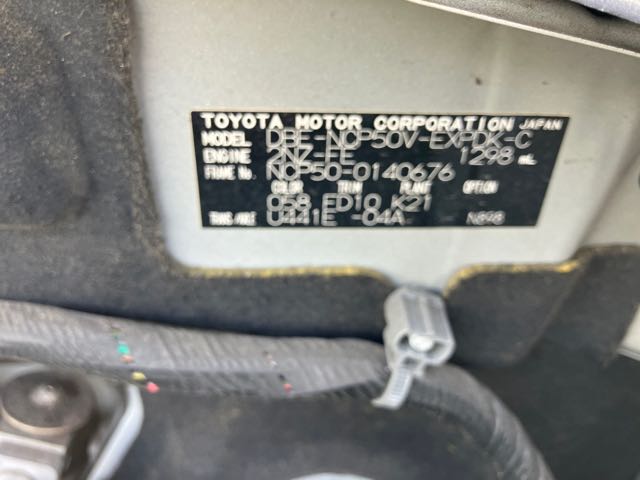 TOYOTA MOTOR CORPORATION JAPAN
MODEL DBE-NCP50V-EXPDK-C
ENGINE 2NZ-FE 1298 mL
FRAME No. NCP50-0140676
COLOR TRIM PLANT OPTION
058 ED10 K21
TRANS/AXLE U441E -04A